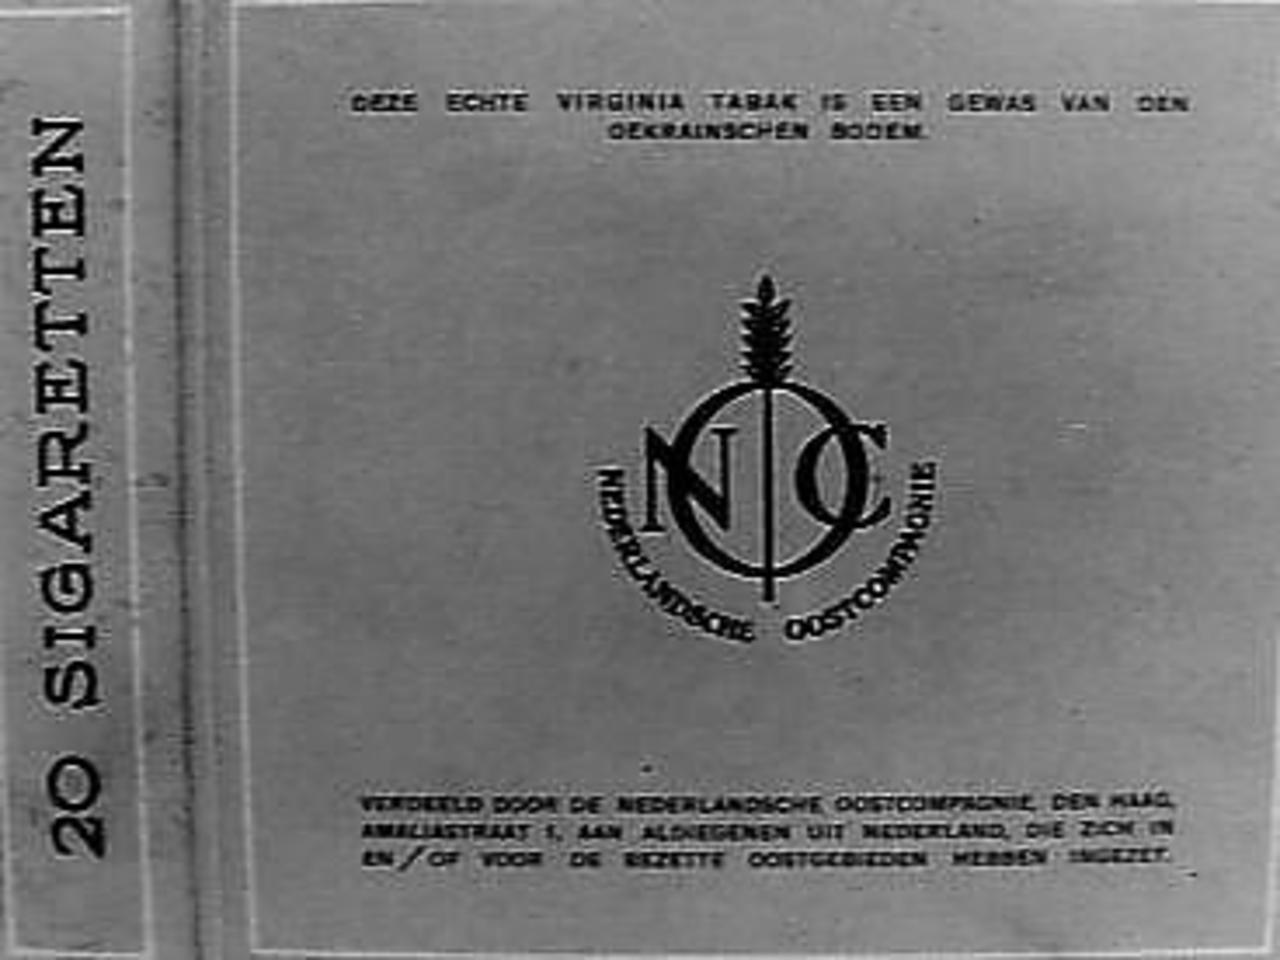 20 SIGARETTEN
DEZE ECHTE VIRGINIA TABAK IS EEN GEWAS VAN DEN
OEKRAINSCHEN BODEM.
NOC
NEDERLANDSCHE OOSTCOMPAGNIE
VERDEELD DOOR DE NEDERLANDSCHE OOSTCOMPAGNIE, DEN HAAG,
AMALIASTRAAT 1, AAN ALDIEGENEN UIT NEDERLAND, DIE ZICH IN
EN/OF VOOR DE BEZETTE OOSTGEBIEDEN HEBBEN INGEZET.